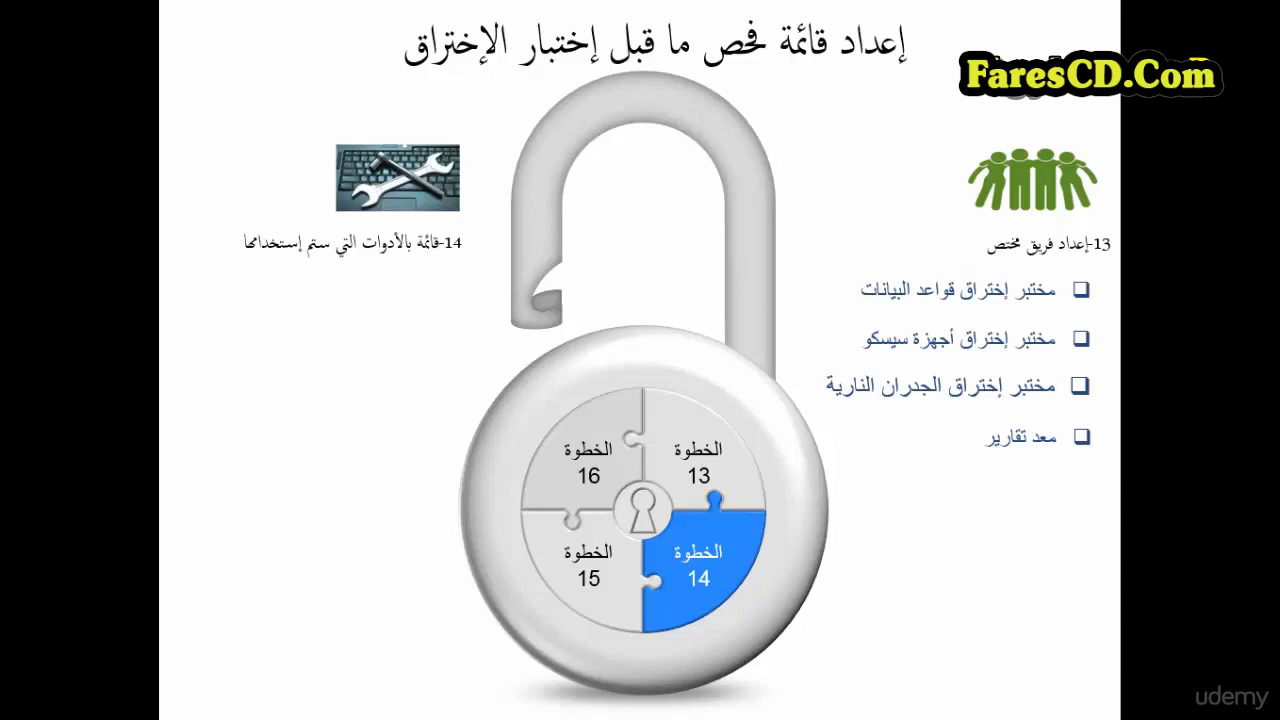 إعداد قائمة فحص ما قبل إختبار الإختراق
FaresCD.Com
13-إعداد فريق مختص
مختبر إختراق قواعد البيانات
مختبر إختراق أجهزة سيسكو
مختبر إختراق الجدران النارية
معد تقارير
14-قائمة بالأدوات التي ستم إستخدامها
الخطوة
13
الخطوة
14
الخطوة
15
الخطوة
16
udemy